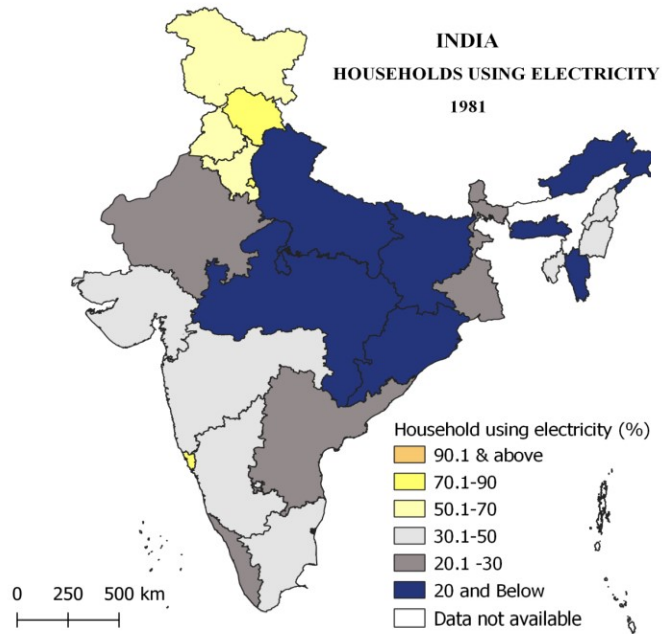 INDIA
HOUSEHOLDS USING ELECTRICITY
1981
Household using electricity (%)
90.1 & above
70.1-90
50.1-70
30.1-50
20.1 -30
20 and Below
Data not available
0 250 500 km